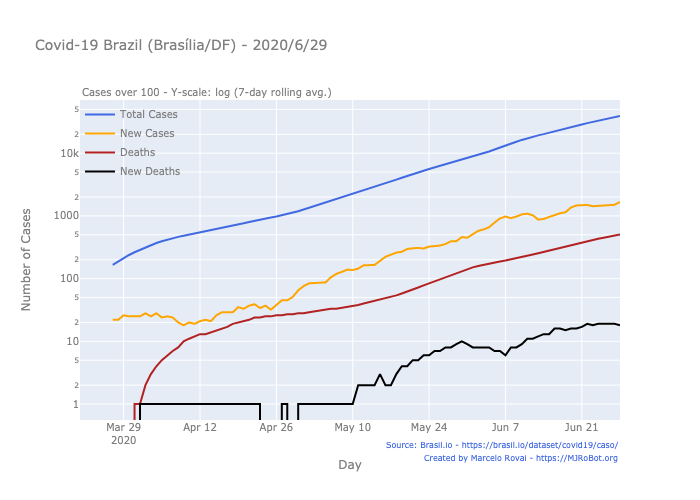 Covid-19 Brazil (Brasília/DF) - 2020/6/29
Cases over 100 - Y-scale: log (7-day rolling avg.)
Total Cases
New Cases
Deaths
New Deaths
5
2
10k
5
2
1000
5
2
100
5
2
10
5
2
1
Number of Cases
Mar 29
2020
Apr 12
Apr 26
May 10
May 24
Jun 7
Jun 21
Day
Source: Brasil.io - https://brasil.io/dataset/covid19/caso/
Created by Marcelo Rovai - https://MJRoBot.org